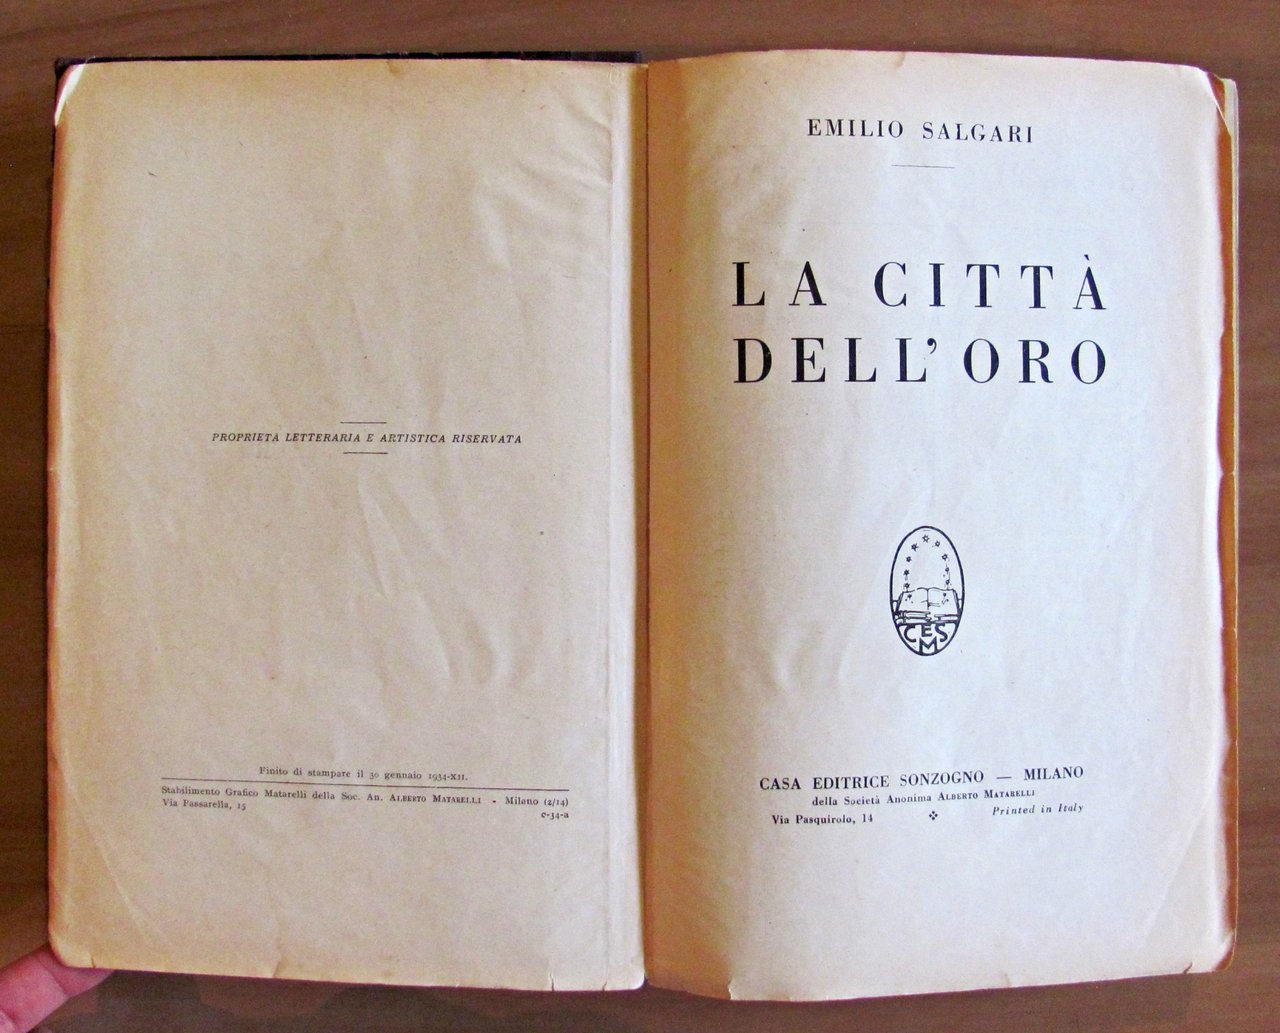 PROPRIETÀ LETTERARIA E ARTISTICA RISERVATA
Finito di stampare il 30 gennaio 1934-XII.
Stabilimento Grafico Matarelli della Soc. An. ALBERTO MATARELLI - Milano (2/14)
Via Passarella, 15
c-34-a
EMILIO SALGARI
LA CITTÀ
DELL'ORO
CESM
CASA EDITRICE SONZOGNO — MILANO
della Società Anonima ALBERTO MATARELLI
Via Pasquirolo, 14 Printed in Italy